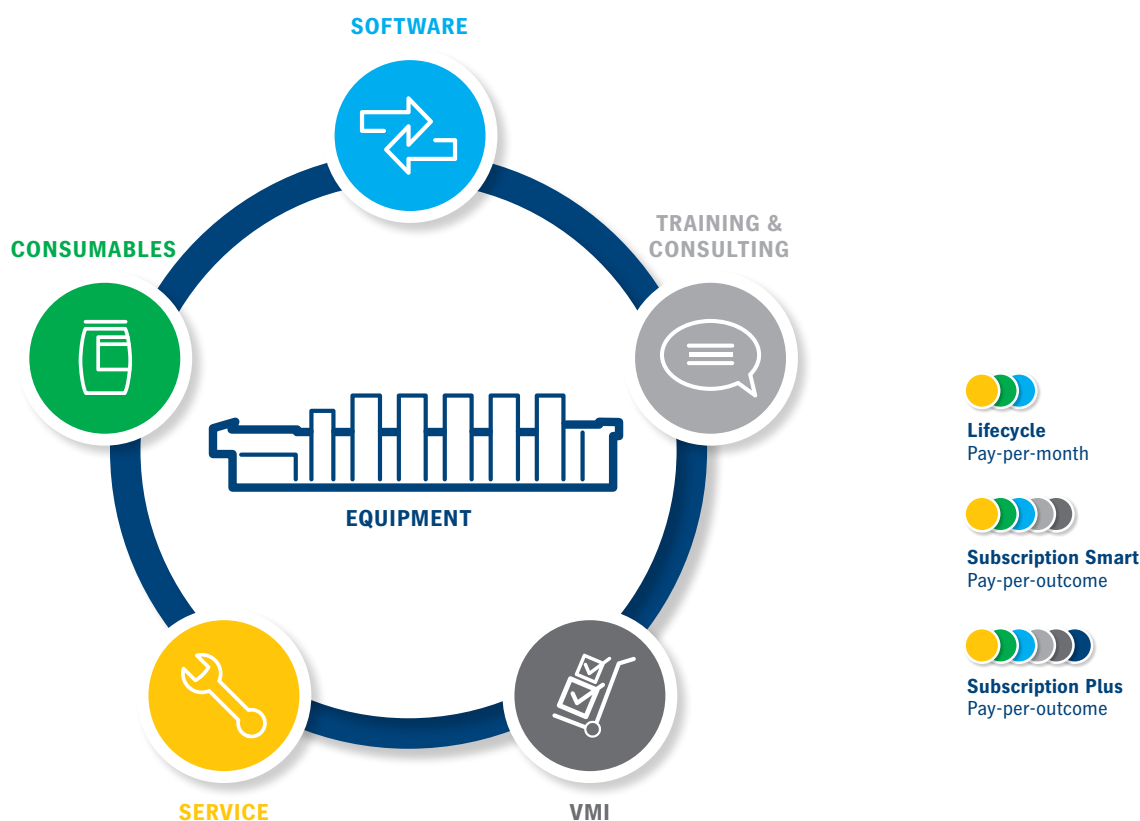 SOFTWARE
TRAINING &
CONSULTING
CONSUMABLES
EQUIPMENT
SERVICE
VMI
Lifecycle
Pay-per-month
Subscription Smart
Pay-per-outcome
Subscription Plus
Pay-per-outcome